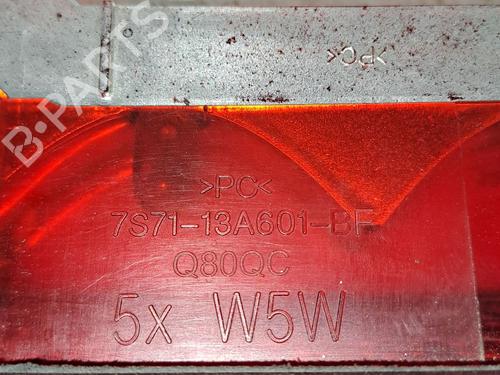 >PC<
B-PARTS
>PC<
7S71-13A601-BF
Q80QC
5x W5W